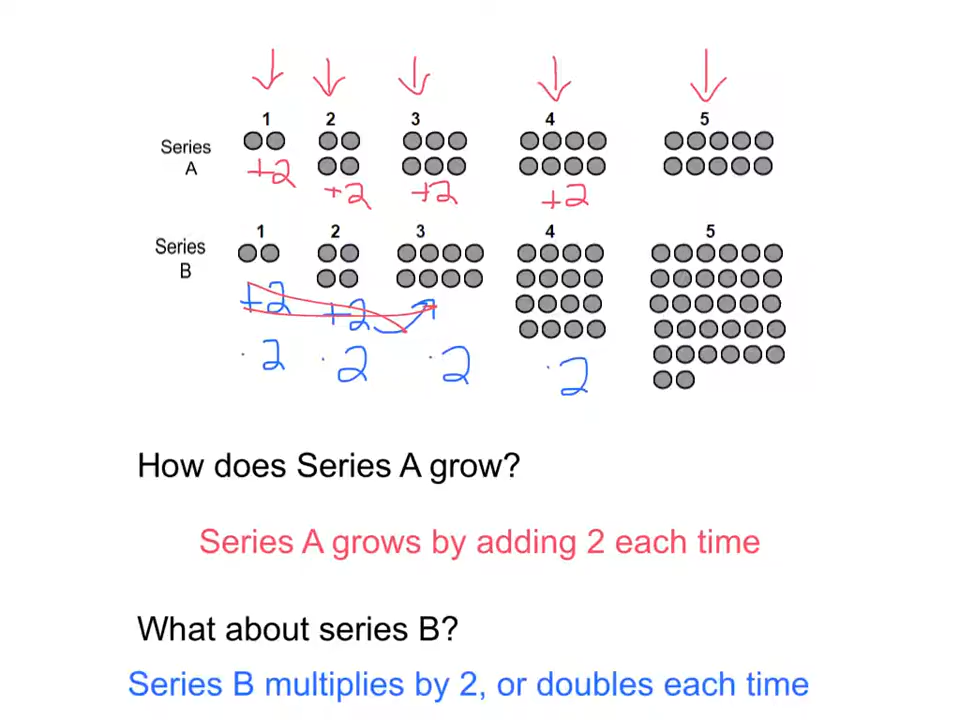 1 2 3 4 5
Series
A
+2 +2 +2 +2
1 2 3 4 5
Series
B
+2 +2
·2 ·2 ·2 ·2
How does Series A grow?
Series A grows by adding 2 each time
What about series B?
Series B multiplies by 2, or doubles each time